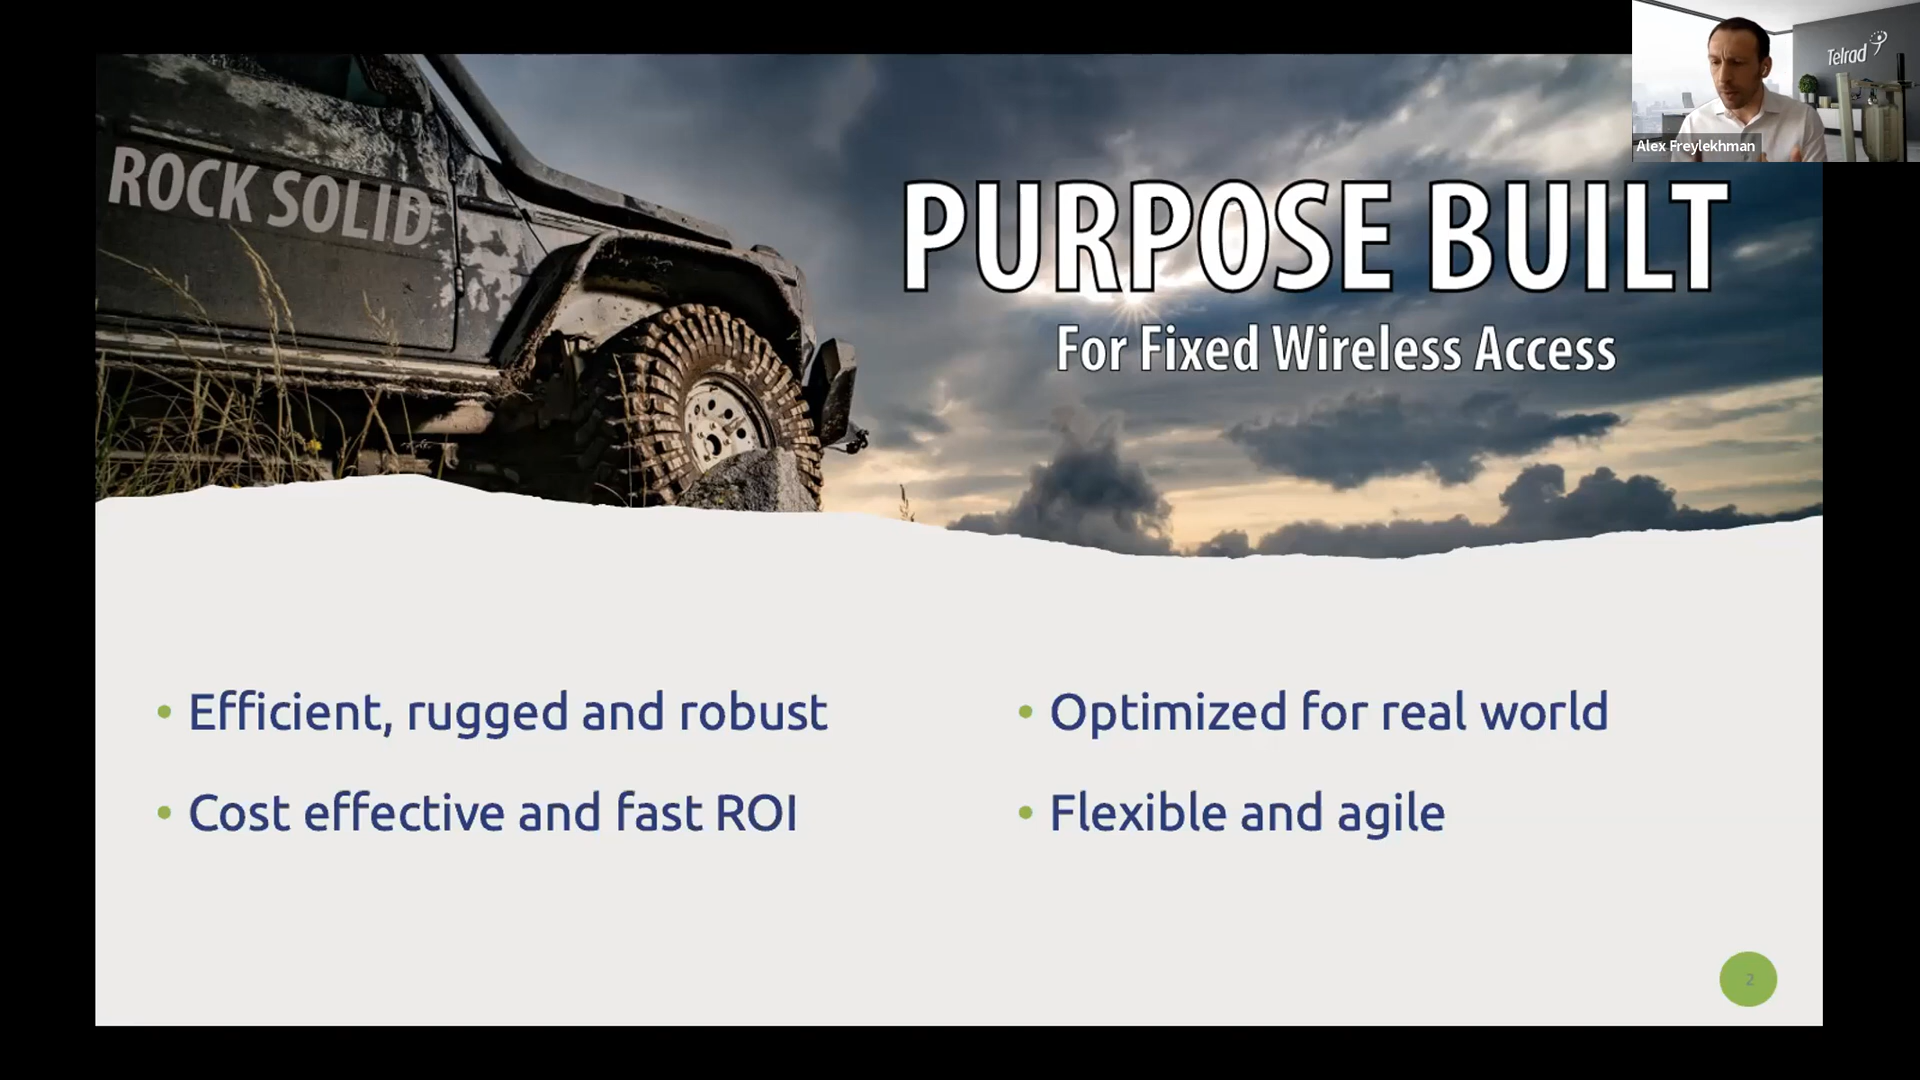 Telrad
Alex Freylekhman
ROCK SOLID
PURPOSE BUILT
For Fixed Wireless Access
• Efficient, rugged and robust
• Cost effective and fast ROI
• Optimized for real world
• Flexible and agile
2